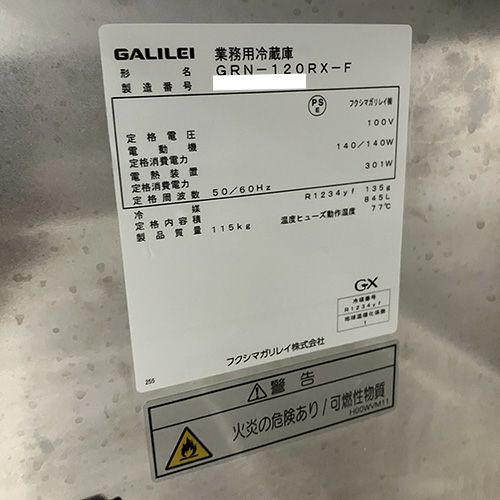 GALILEI 業務用冷蔵庫
形名 GRN-120RX-F
製造番号
PS E フクシマガリレイ㈱
定格電圧 100V
電動機
定格消費電力 140/140W
電熱装置
定格消費電力 301W
定格周波数 50/60Hz
冷媒 R1234yf 135g
定格内容積 845L
製品質量 115kg 温度ヒューズ動作温度 77℃
GX
冷媒番号
R1234yf
地球温暖化係数
1
フクシマガリレイ株式会社
255
警告
火炎の危険あり/可燃性物質
H00WVM11